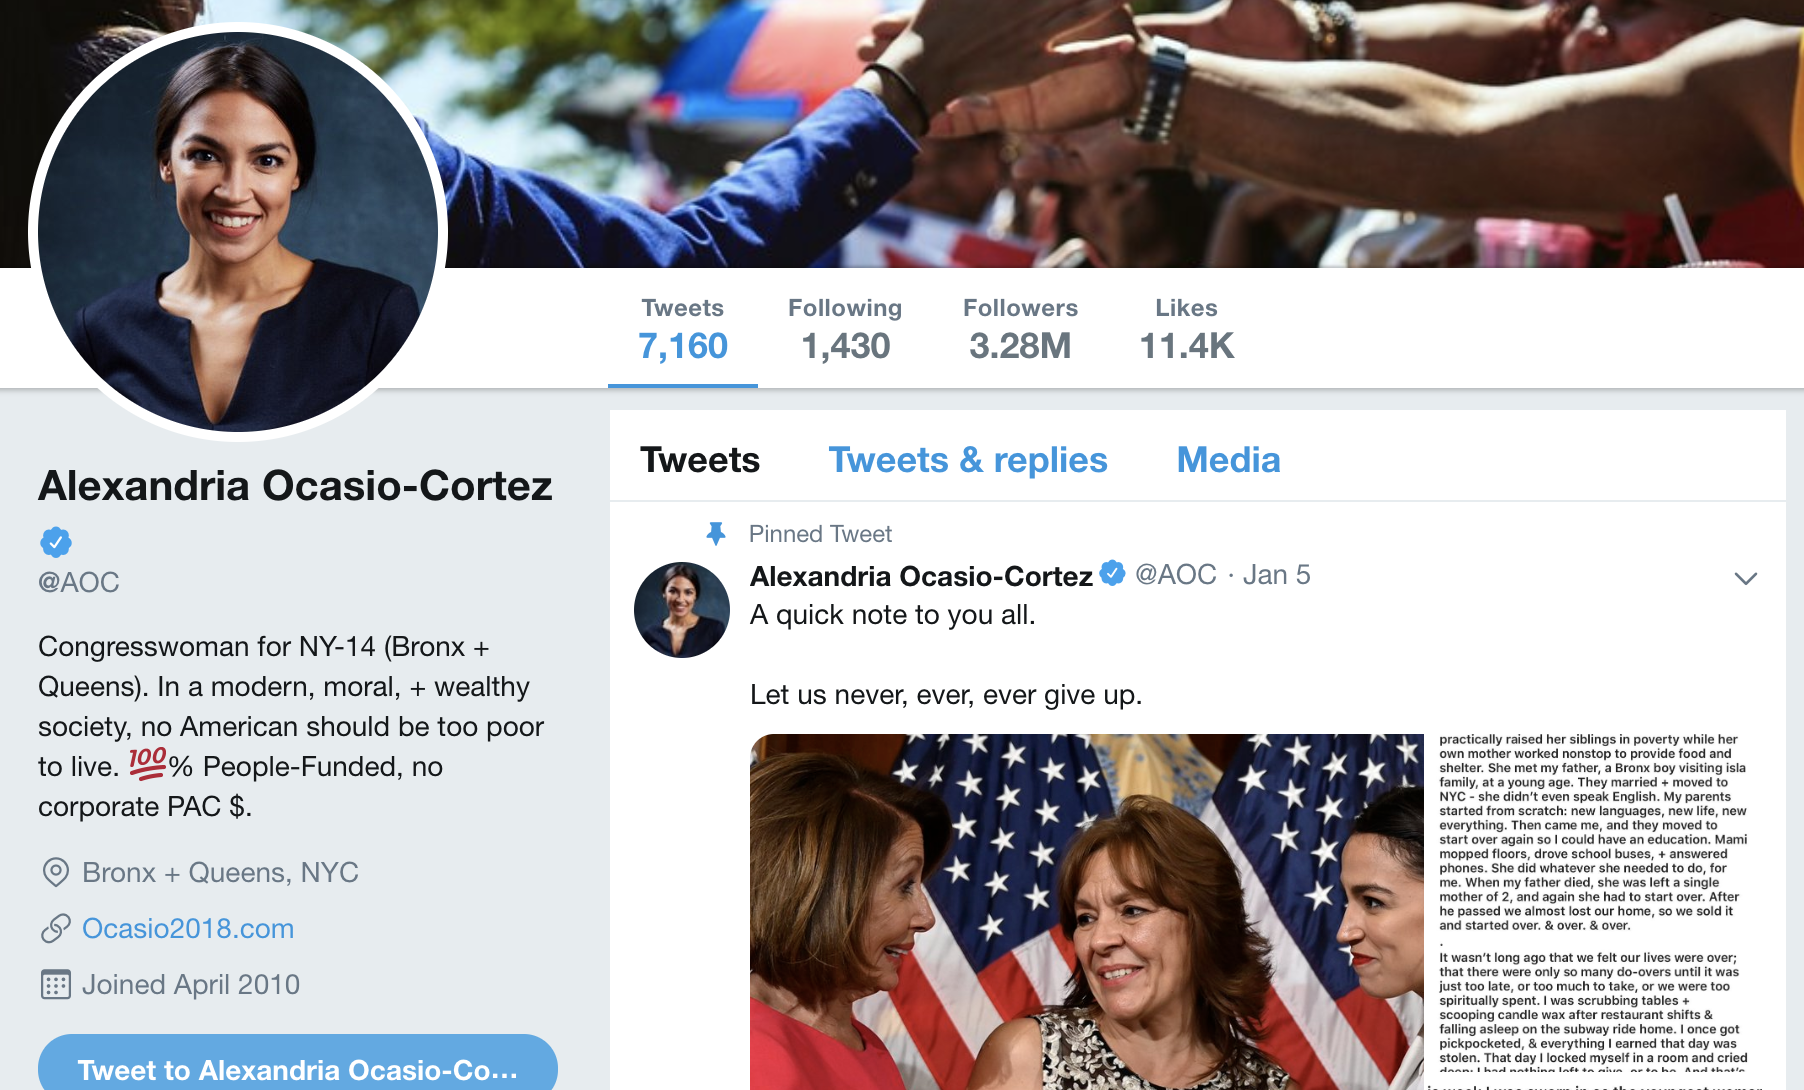 Tweets
7,160
Following
1,430
Followers
3.28M
Likes
11.4K
Alexandria Ocasio-Cortez
@AOC
Congresswoman for NY-14 (Bronx +
Queens). In a modern, moral, + wealthy
society, no American should be too poor
to live. 💯% People-Funded, no
corporate PAC $.
Bronx + Queens, NYC
Ocasio2018.com
Joined April 2010
Tweet to Alexandria Ocasio-Co...
Tweets
Tweets & replies
Media
Pinned Tweet
Alexandria Ocasio-Cortez @AOC · Jan 5
A quick note to you all.
Let us never, ever, ever give up.
practically raised her siblings in poverty while her
own mother worked nonstop to provide food and
shelter. She met my father, a Bronx boy visiting isla
family, at a young age. They married + moved to
NYC - she didn't even speak English. My parents
started from scratch: new languages, new life, new
everything. Then came me, and they moved to
start over again so I could have an education. Mami
mopped floors, drove school buses, + answered
phones. She did whatever she needed to do, for
me. When my father died, she was left a single
mother of 2, and again she had to start over. After
he passed we almost lost our home, so we sold it
and started over. & over. & over.
.
It wasn't long ago that we felt our lives were over;
that there were only so many do-overs until it was
just too late, or too much to take, or we were too
spiritually spent. I was scrubbing tables +
scooping candle wax after restaurant shifts &
falling asleep on the subway ride home. I once got
pickpocketed, & everything I earned that day was
stolen. That day I locked myself in a room and cried
deep: I had nothing left to give, or to be. And that's